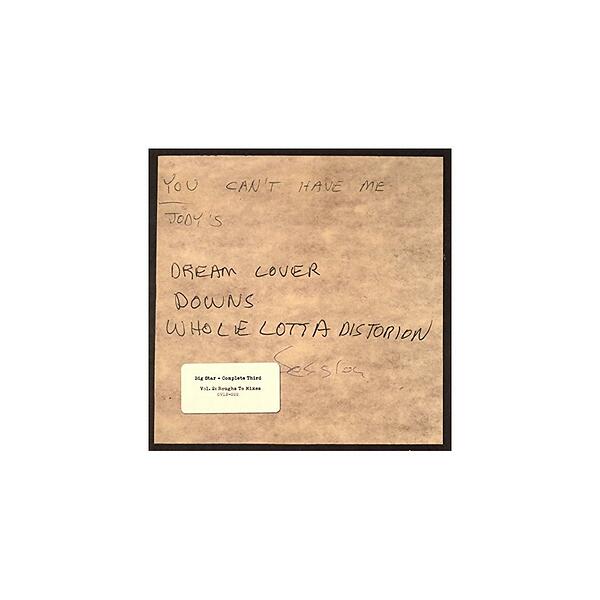 YOU CAN'T HAVE ME
JODY'S
DREAM LOVER
DOWNS
WHOLE LOTTA DISTORION
Session
Big Star - Complete Third
Vol. 2: Roughs To Mixes